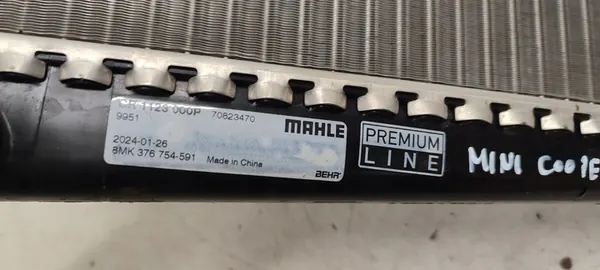 CR 1123 000P 70823470
9951
MAHLE
2024-01-26
8MK 376 754-591 Made in China
BEHR
PREMIUM
LINE
MINI COOPE